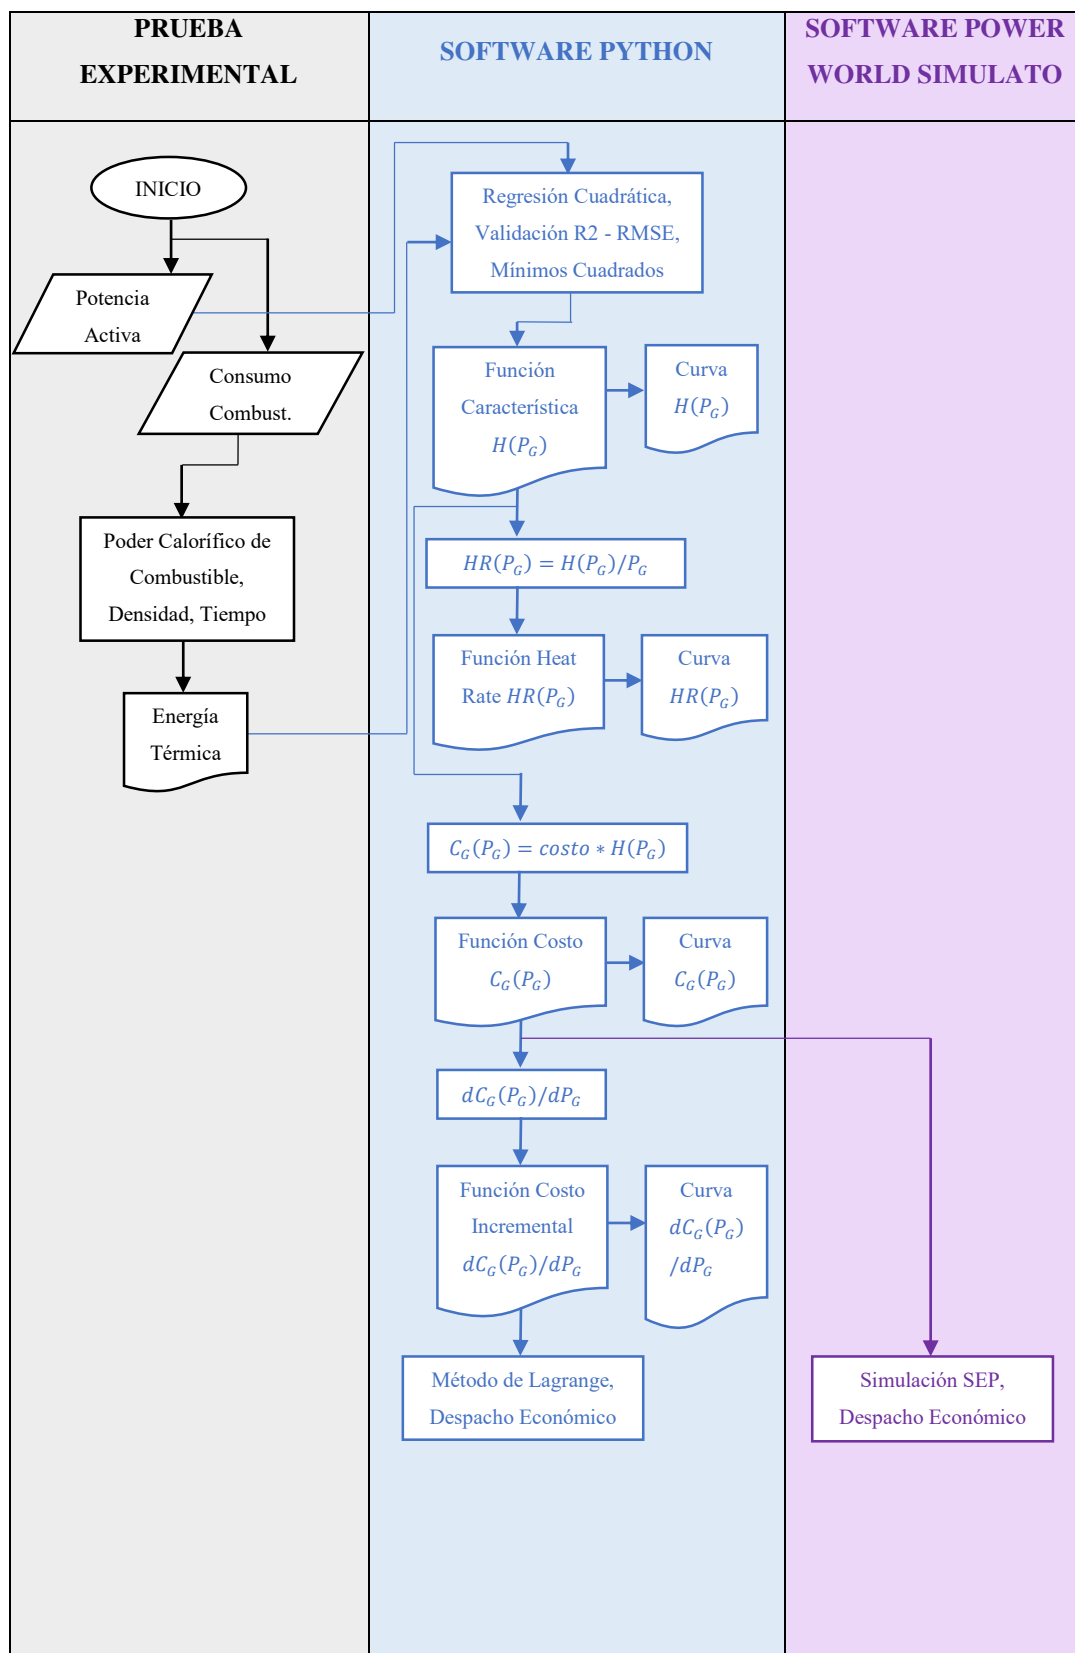 PRUEBA
EXPERIMENTAL
SOFTWARE PYTHON
SOFTWARE POWER
WORLD SIMULATO
INICIO
Potencia
Activa
Consumo
Combust.
Poder Calorífico de
Combustible,
Densidad, Tiempo
Energía
Térmica
Regresión Cuadrática,
Validación R2 - RMSE,
Mínimos Cuadrados
Función
Característica
H(P_G)
Curva
H(P_G)
HR(P_G) = H(P_G)/P_G
Función Heat
Rate HR(P_G)
Curva
HR(P_G)
C_G(P_G) = costo * H(P_G)
Función Costo
C_G(P_G)
Curva
C_G(P_G)
dC_G(P_G)/dP_G
Función Costo
Incremental
dC_G(P_G)/dP_G
Curva
dC_G(P_G)
/dP_G
Método de Lagrange,
Despacho Económico
Simulación SEP,
Despacho Económico